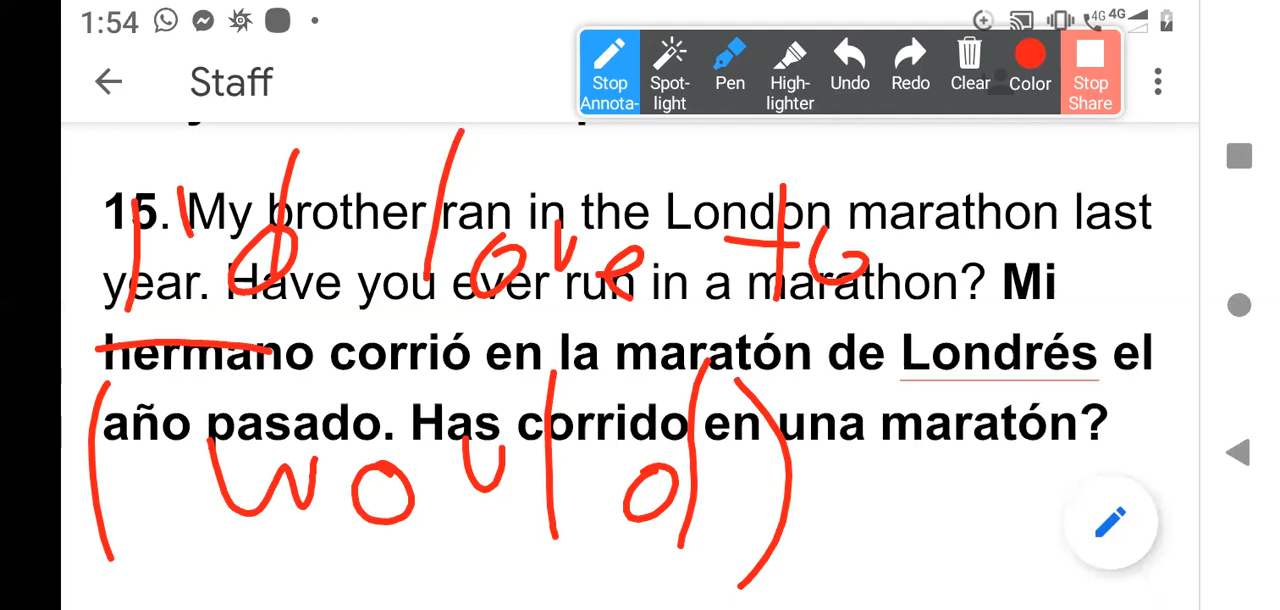 1:54 4G 4G
← Staff
Stop Annota- Spot-light Pen High-lighter Undo Redo Clear Color Stop Share
15. My brother ran in the London marathon last
year. Have you ever run in a marathon? Mi
hermano corrió en la maratón de Londrés el
año pasado. Has corrido en una maratón?
I'd love to
(would)